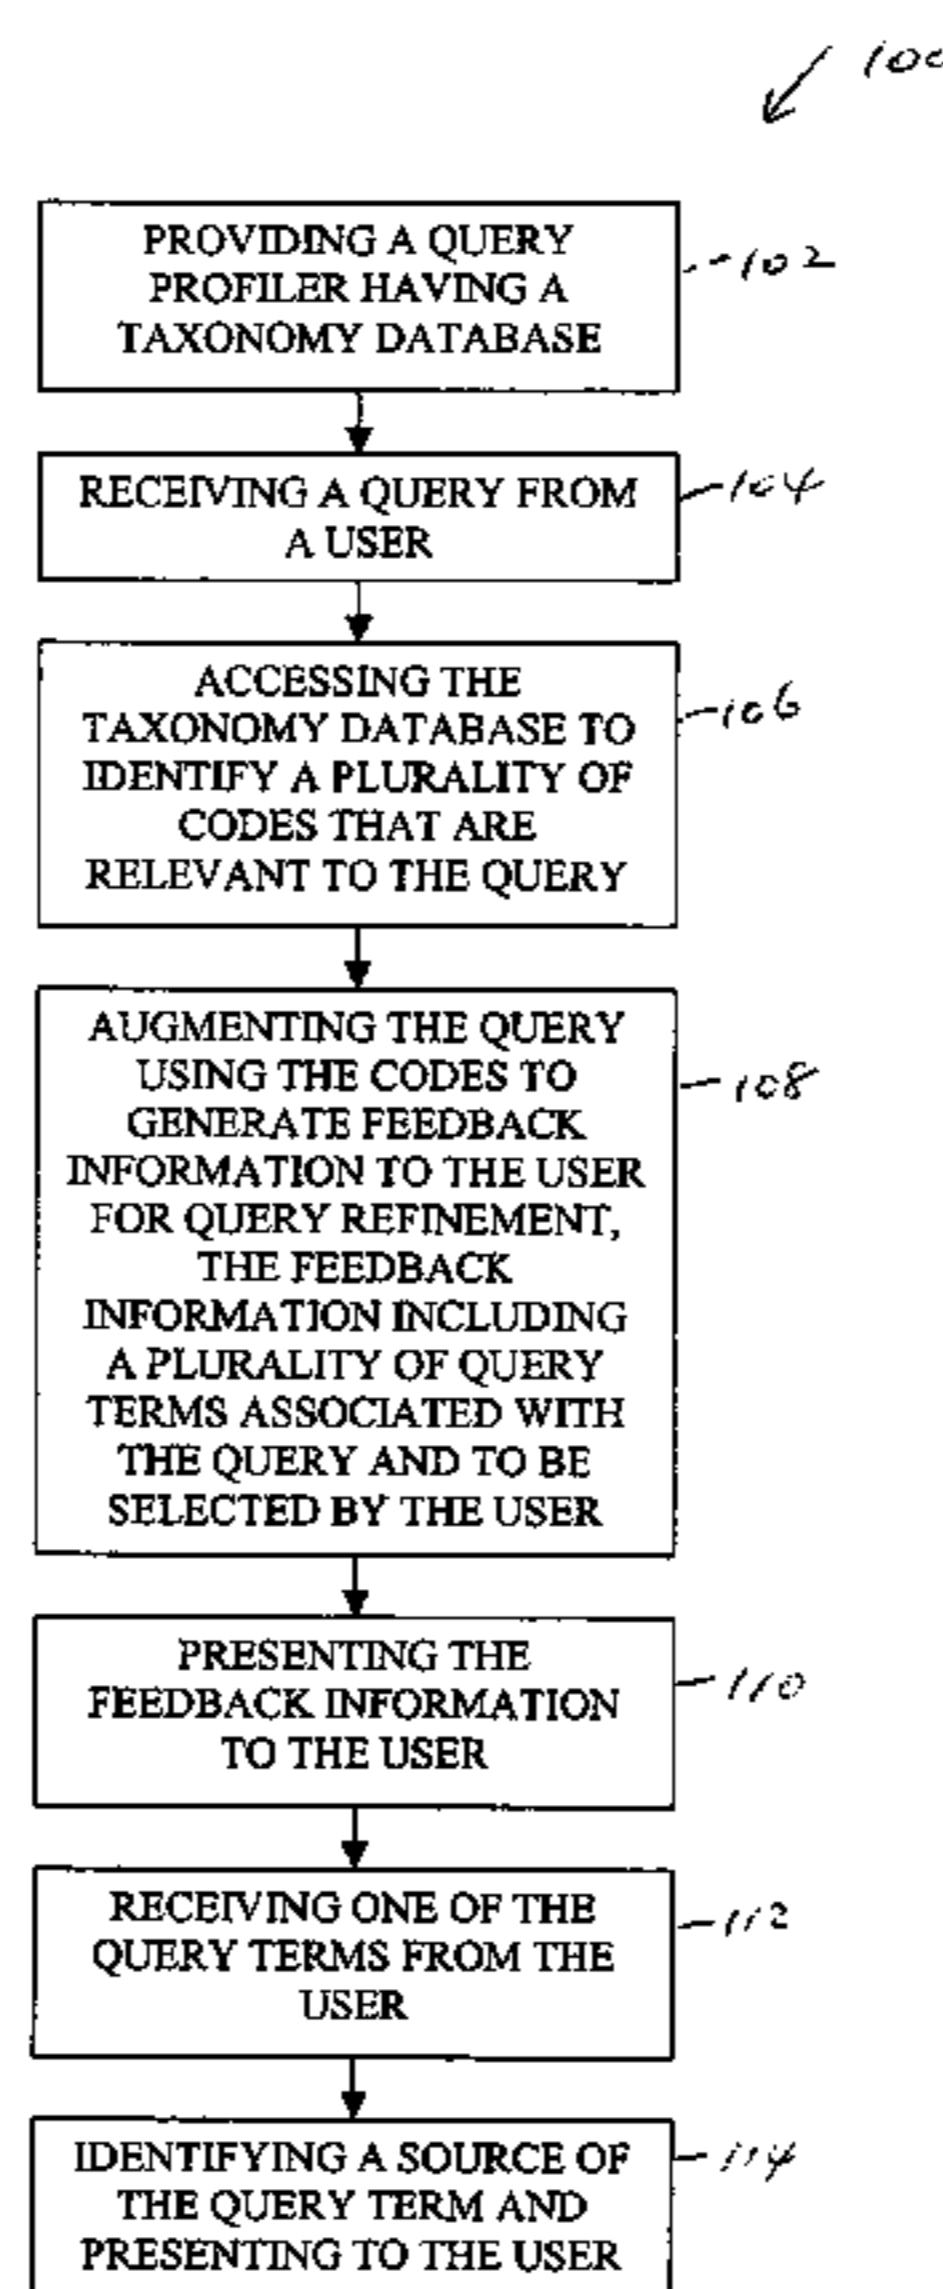 100
PROVIDING A QUERY
PROFILER HAVING A
TAXONOMY DATABASE
102
RECEIVING A QUERY FROM
A USER
104
ACCESSING THE
TAXONOMY DATABASE TO
IDENTIFY A PLURALITY OF
CODES THAT ARE
RELEVANT TO THE QUERY
106
AUGMENTING THE QUERY
USING THE CODES TO
GENERATE FEEDBACK
INFORMATION TO THE USER
FOR QUERY REFINEMENT,
THE FEEDBACK
INFORMATION INCLUDING
A PLURALITY OF QUERY
TERMS ASSOCIATED WITH
THE QUERY AND TO BE
SELECTED BY THE USER
108
PRESENTING THE
FEEDBACK INFORMATION
TO THE USER
110
RECEIVING ONE OF THE
QUERY TERMS FROM THE
USER
112
IDENTIFYING A SOURCE OF
THE QUERY TERM AND
PRESENTING TO THE USER
114